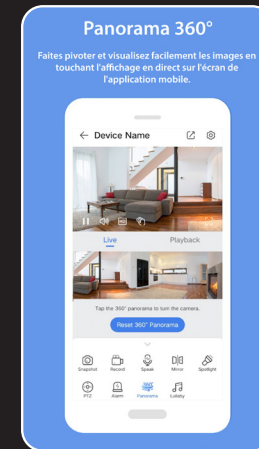 Panorama 360°
Faites pivoter et visualisez facilement les images en
touchant l'affichage en direct sur l'écran de
l'application mobile.
← Device Name
HD
Live Playback
Tap the 360° panorama to turn the camera.
Reset 360° Panorama
Snapshot Record Speak Mirror Spotlight
PTZ Alarm Panorama Lullaby